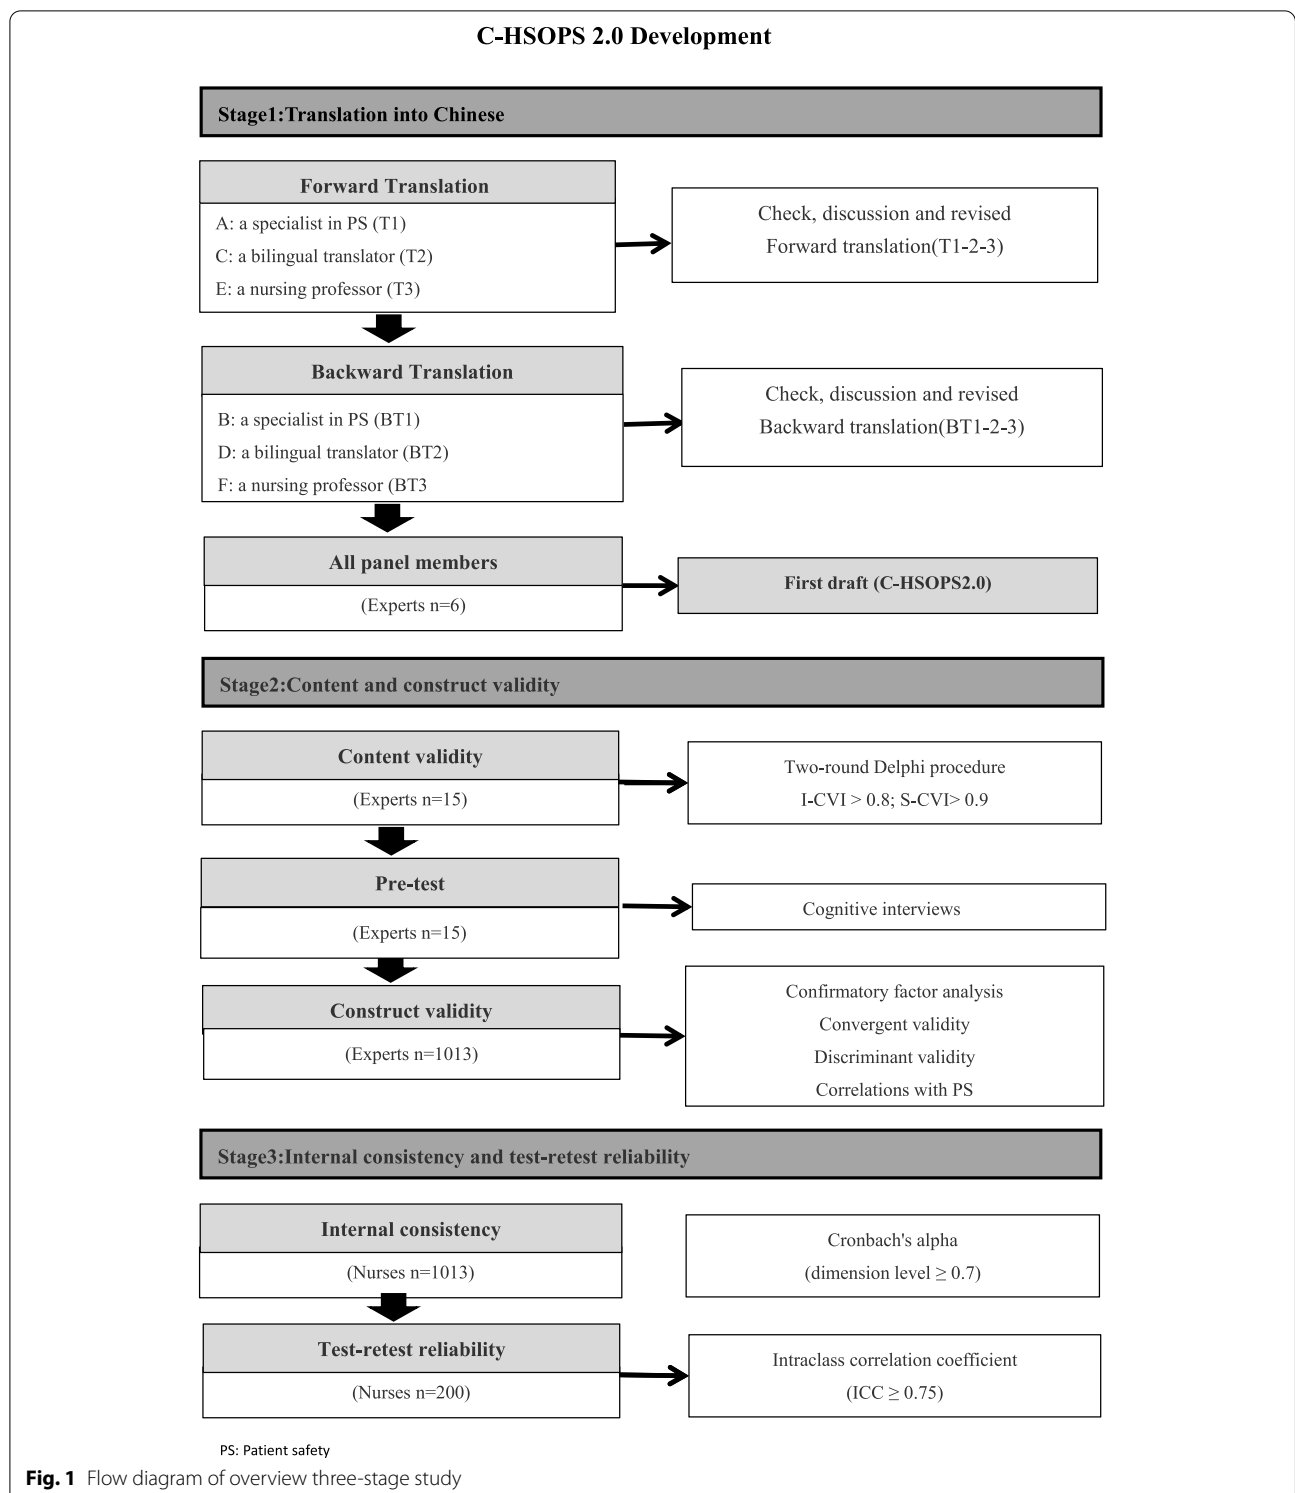 C-HSOPS 2.0 Development
Stage1:Translation into Chinese
Forward Translation
A: a specialist in PS (T1)
C: a bilingual translator (T2)
E: a nursing professor (T3)
Check, discussion and revised
Forward translation(T1-2-3)
Backward Translation
B: a specialist in PS (BT1)
D: a bilingual translator (BT2)
F: a nursing professor (BT3
Check, discussion and revised
Backward translation(BT1-2-3)
All panel members
(Experts n=6)
First draft (C-HSOPS2.0)
Stage2:Content and construct validity
Content validity
(Experts n=15)
Two-round Delphi procedure
I-CVI > 0.8; S-CVI> 0.9
Pre-test
(Experts n=15)
Cognitive interviews
Construct validity
(Experts n=1013)
Confirmatory factor analysis
Convergent validity
Discriminant validity
Correlations with PS
Stage3:Internal consistency and test-retest reliability
Internal consistency
(Nurses n=1013)
Cronbach's alpha
(dimension level ≥ 0.7)
Test-retest reliability
(Nurses n=200)
Intraclass correlation coefficient
(ICC ≥ 0.75)
PS: Patient safety
Fig. 1 Flow diagram of overview three-stage study